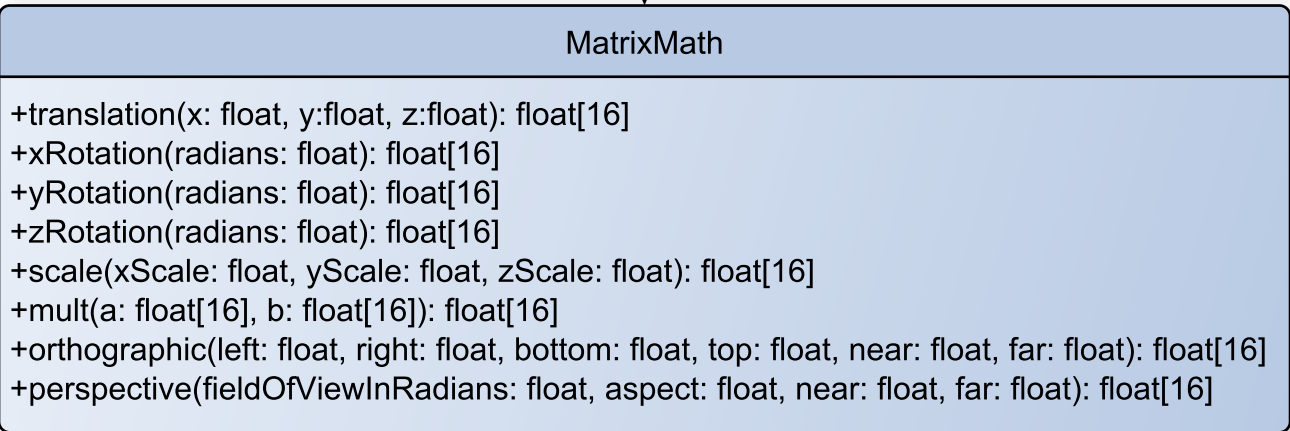 MatrixMath
+translation(x: float, y:float, z:float): float[16]
+xRotation(radians: float): float[16]
+yRotation(radians: float): float[16]
+zRotation(radians: float): float[16]
+scale(xScale: float, yScale: float, zScale: float): float[16]
+mult(a: float[16], b: float[16]): float[16]
+orthographic(left: float, right: float, bottom: float, top: float, near: float, far: float): float[16]
+perspective(fieldOfViewInRadians: float, aspect: float, near: float, far: float): float[16]